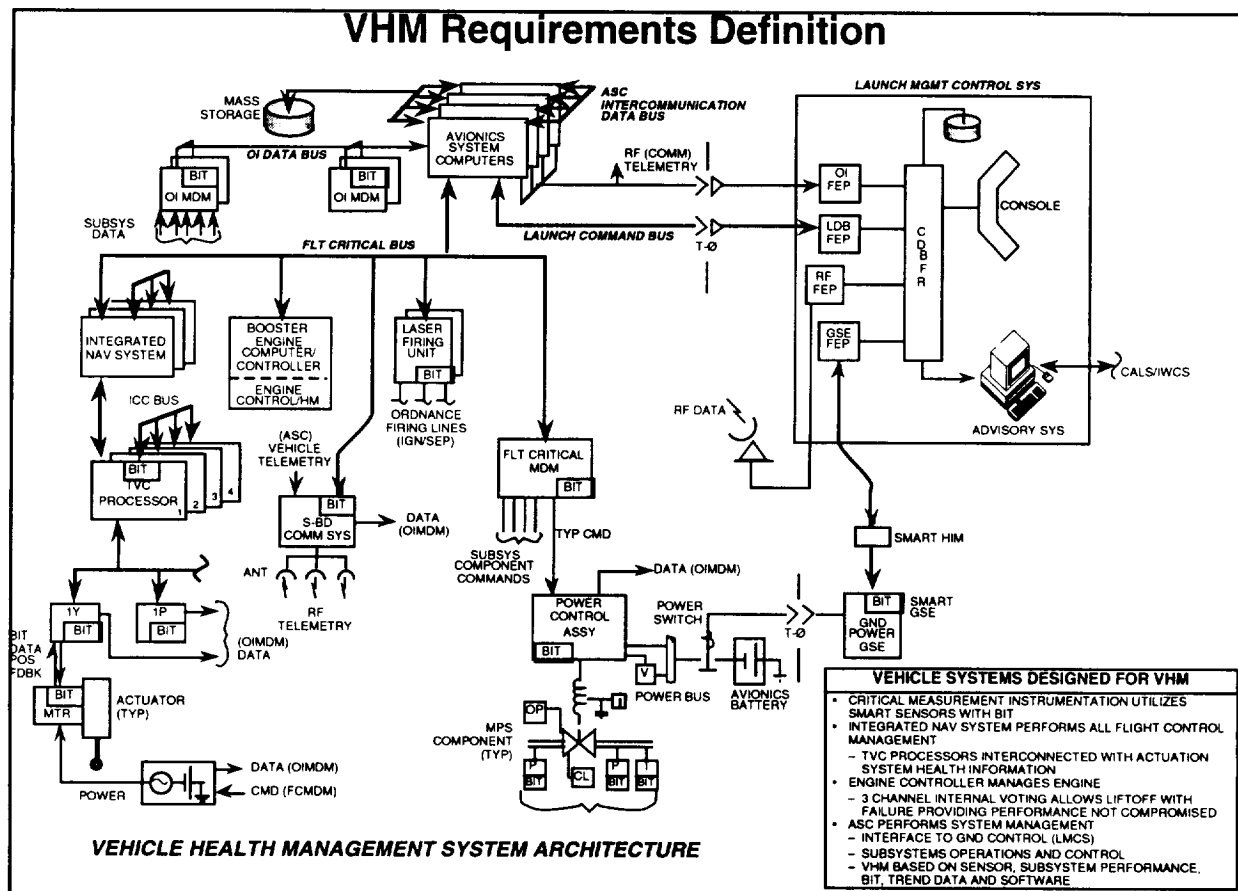 VHM Requirements Definition
MASS
STORAGE
ASC
INTERCOMMUNICATION
DATA BUS
LAUNCH MGMT CONTROL SYS
AVIONICS
SYSTEM
COMPUTERS
OI DATA BUS
RF (COMM)
TELEMETRY
BIT
OI MDM
BIT
OI MDM
OI
FEP
CONSOLE
SUBSYS
DATA
LAUNCH COMMAND BUS
T-Ø
LDB
FEP
C
D
B
F
R
FLT CRITICAL BUS
RF
FEP
INTEGRATED
NAV SYSTEM
BOOSTER
ENGINE
COMPUTER/
CONTROLLER
ENGINE
CONTROL/HM
LASER
FIRING
UNIT
BIT
GSE
FEP
CALS/IWCS
ICC BUS
ORDNANCE
FIRING LINES
(IGN/SEP)
RF DATA
ADVISORY SYS
(ASC)
VEHICLE
TELEMETRY
BIT
TVC
PROCESSOR
1
2
3
4
FLT CRITICAL
MDM
BIT
BIT
S-BD
COMM SYS
DATA
(OIMDM)
TYP CMD
SMART HIM
SUBSYS
COMPONENT
COMMANDS
ANT
RF
TELEMETRY
DATA (OIMDM)
1Y
BIT
1P
BIT
POWER
CONTROL
ASSY
BIT
POWER
SWITCH
T-Ø
BIT
GND
POWER
GSE
SMART
GSE
BIT
DATA
POS
FDBK
(OIMDM)
DATA
V
POWER BUS
AVIONICS
BATTERY
BIT
MTR
ACTUATOR
(TYP)
OP
MPS
COMPONENT
(TYP)
P
BIT
CL
P
BIT
T
BIT
POWER
DATA (OIMDM)
CMD (FCMDM)
VEHICLE HEALTH MANAGEMENT SYSTEM ARCHITECTURE
VEHICLE SYSTEMS DESIGNED FOR VHM
• CRITICAL MEASUREMENT INSTRUMENTATION UTILIZES
SMART SENSORS WITH BIT
• INTEGRATED NAV SYSTEM PERFORMS ALL FLIGHT CONTROL
MANAGEMENT
– TVC PROCESSORS INTERCONNECTED WITH ACTUATION
SYSTEM HEALTH INFORMATION
• ENGINE CONTROLLER MANAGES ENGINE
– 3 CHANNEL INTERNAL VOTING ALLOWS LIFTOFF WITH
FAILURE PROVIDING PERFORMANCE NOT COMPROMISED
• ASC PERFORMS SYSTEM MANAGEMENT
– INTERFACE TO GND CONTROL (LMCS)
– SUBSYSTEMS OPERATIONS AND CONTROL
– VHM BASED ON SENSOR, SUBSYSTEM PERFORMANCE,
BIT, TREND DATA AND SOFTWARE